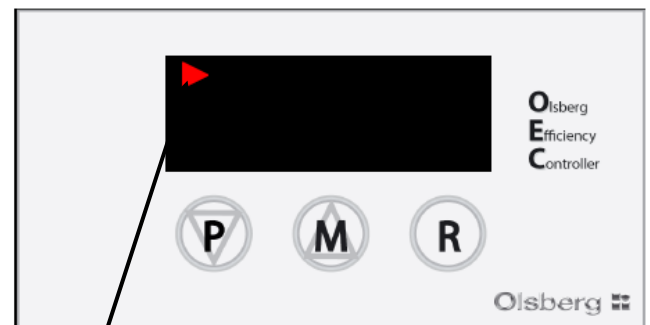 Olsberg
Efficiency
Controller
P M R
Olsberg